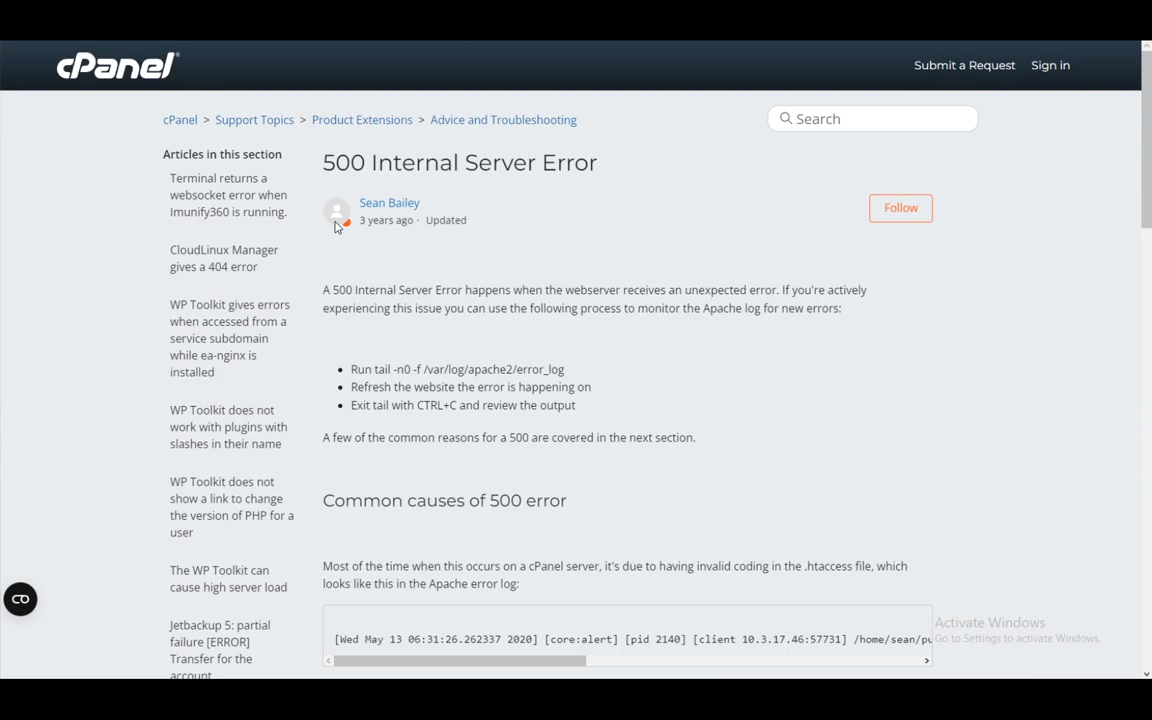 cPanel
Submit a Request
Sign in
cPanel > Support Topics > Product Extensions > Advice and Troubleshooting
Search
Articles in this section
Terminal returns a
websocket error when
Imunify360 is running.
CloudLinux Manager
gives a 404 error
WP Toolkit gives errors
when accessed from a
service subdomain
while ea-nginx is
installed
WP Toolkit does not
work with plugins with
slashes in their name
WP Toolkit does not
show a link to change
the version of PHP for a
user
The WP Toolkit can
cause high server load
Jetbackup 5: partial
failure [ERROR]
Transfer for the
account
500 Internal Server Error
Sean Bailey
3 years ago · Updated
Follow
A 500 Internal Server Error happens when the webserver receives an unexpected error. If you're actively
experiencing this issue you can use the following process to monitor the Apache log for new errors:
Run tail -n0 -f /var/log/apache2/error_log
Refresh the website the error is happening on
Exit tail with CTRL+C and review the output
A few of the common reasons for a 500 are covered in the next section.
Common causes of 500 error
Most of the time when this occurs on a cPanel server, it's due to having invalid coding in the .htaccess file, which
looks like this in the Apache error log:
[Wed May 13 06:31:26.262337 2020] [core:alert] [pid 2140] [client 10.3.17.46:57731] /home/sean/pu
Activate Windows
Go to Settings to activate Windows.